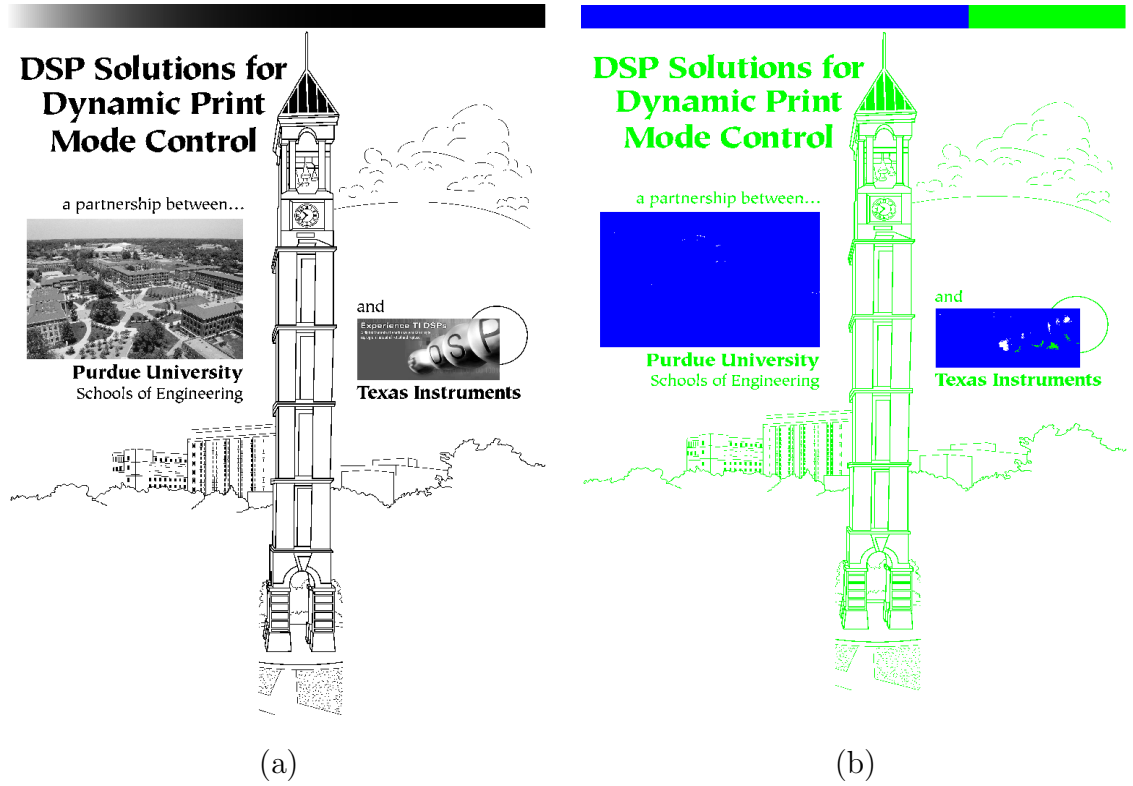 DSP Solutions for
Dynamic Print
Mode Control
a partnership between...
and
Experience TI DSPs
DSP
Purdue University
Schools of Engineering
Texas Instruments
(a)
DSP Solutions for
Dynamic Print
Mode Control
a partnership between...
and
Purdue University
Schools of Engineering
Texas Instruments
(b)